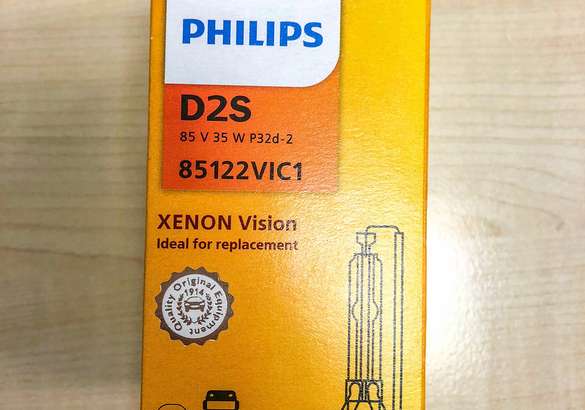 PHILIPS
D2S
85 V 35 W P32d-2
85122VIC1
XENON Vision
Ideal for replacement
Quality Original Equipment
1914